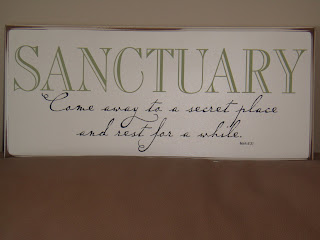 SANCTUARY
Come away to a secret place
and rest for a while.